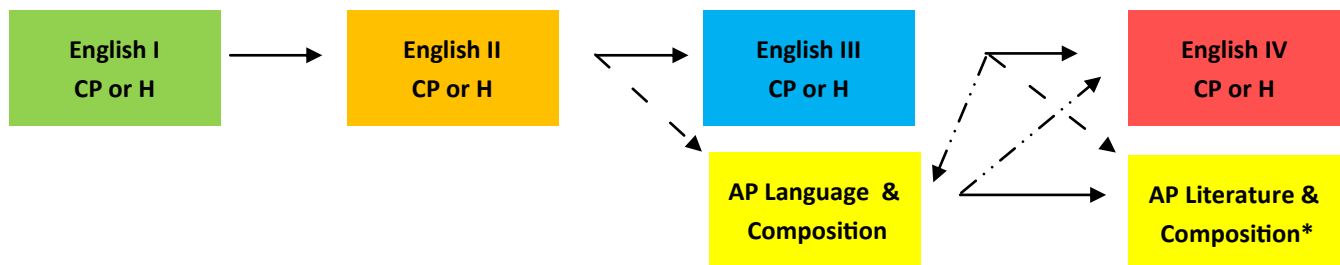 English I
CP or H
English II
CP or H
English III
CP or H
English IV
CP or H
AP Language &
Composition
AP Literature &
Composition*